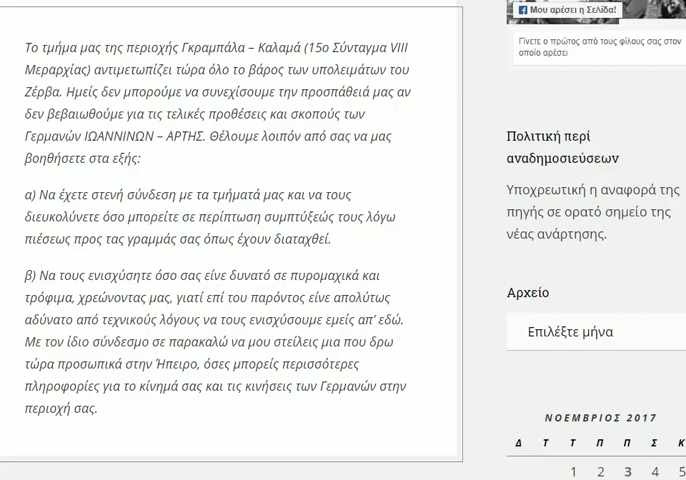 Το τμήμα μας της περιοχής Γκραμπάλα – Καλαμά (15ο Σύνταγμα VIII
Μεραρχίας) αντιμετωπίζει τώρα όλο το βάρος των υπολειμάτων του
Ζέρβα. Ημείς δεν μπορούμε να συνεχίσουμε την προσπάθειά μας αν
δεν βεβαιωθούμε για τις τελικές προθέσεις και σκοπούς των
Γερμανών ΙΩΑΝΝΙΝΩΝ – ΑΡΤΗΣ. Θέλουμε λοιπόν από σας να μας
βοηθήσετε στα εξής:
α) Να έχετε στενή σύνδεση με τα τμήματά μας και να τους
διευκολύνετε όσο μπορείτε σε περίπτωση συμπτύξεώς τους λόγω
πιέσεως προς τας γραμμάς σας όπως έχουν διαταχθεί.
β) Να τους ενισχύσητε όσο σας είνε δυνατό σε πυρομαχικά και
τρόφιμα, χρεώνοντας μας, γιατί επί του παρόντος είνε απολύτως
αδύνατο από τεχνικούς λόγους να τους ενισχύσουμε εμείς απ’ εδώ.
Με τον ίδιο σύνδεσμο σε παρακαλώ να μου στείλεις μια που δρω
τώρα προσωπικά στην Ήπειρο, όσες μπορείς περισσότερες
πληροφορίες για το κίνημά σας και τις κινήσεις των Γερμανών στην
περιοχή σας.
Μου αρέσει η Σελίδα!
Γίνετε ο πρώτος από τους φίλους σας στον
οποίο αρέσει
Πολιτική περί
αναδημοσιεύσεων
Υποχρεωτική η αναφορά της
πηγής σε ορατό σημείο της
νέας ανάρτησης.
Αρχείο
Επιλέξτε μήνα
ΝΟΕΜΒΡΙΟΣ 2017
Δ Τ Τ Π Π Σ Κ
1 2 3 4 5